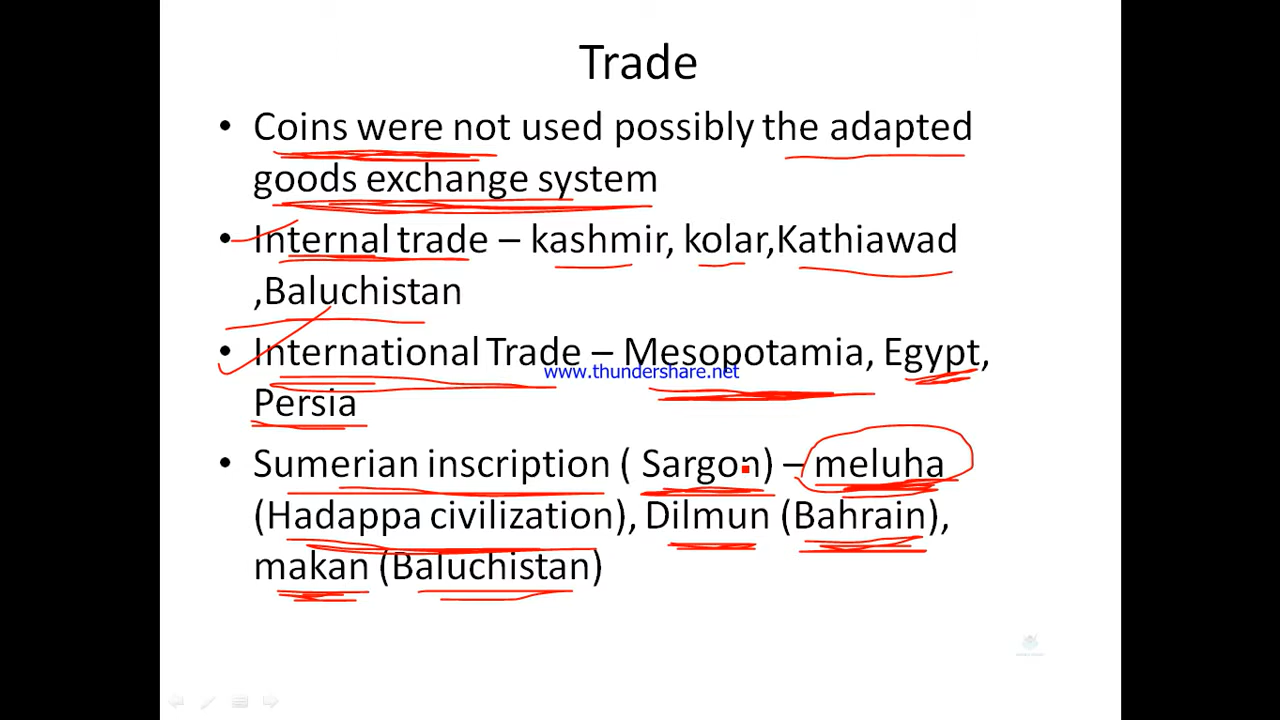 Trade
• Coins were not used possibly the adapted
goods exchange system
• Internal trade – kashmir, kolar,Kathiawad
,Baluchistan
• International Trade – Mesopotamia, Egypt,
www.thundershare.net
Persia
• Sumerian inscription ( Sargon) – meluha
(Hadappa civilization), Dilmun (Bahrain),
makan (Baluchistan)